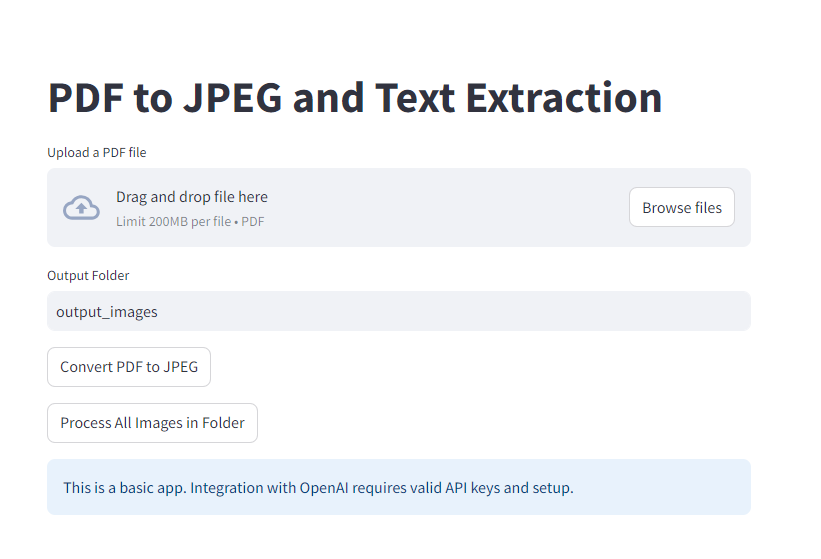 PDF to JPEG and Text Extraction
Upload a PDF file
Drag and drop file here
Limit 200MB per file • PDF
Browse files
Output Folder
output_images
Convert PDF to JPEG
Process All Images in Folder
This is a basic app. Integration with OpenAI requires valid API keys and setup.